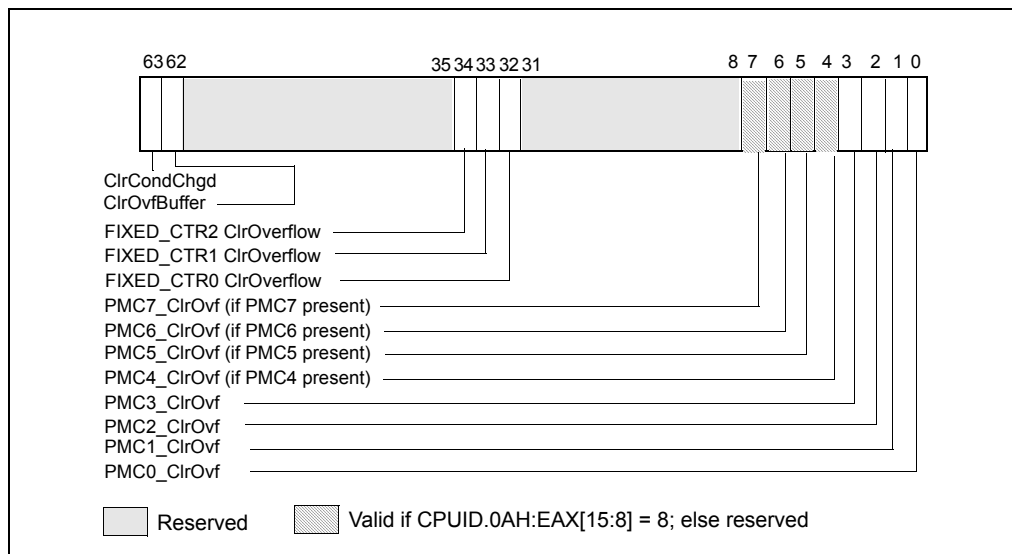 63 62 35 34 33 32 31 8 7 6 5 4 3 2 1 0
ClrCondChgd
ClrOvfBuffer
FIXED_CTR2 ClrOverflow
FIXED_CTR1 ClrOverflow
FIXED_CTR0 ClrOverflow
PMC7_ClrOvf (if PMC7 present)
PMC6_ClrOvf (if PMC6 present)
PMC5_ClrOvf (if PMC5 present)
PMC4_ClrOvf (if PMC4 present)
PMC3_ClrOvf
PMC2_ClrOvf
PMC1_ClrOvf
PMC0_ClrOvf
Reserved Valid if CPUID.0AH:EAX[15:8] = 8; else reserved